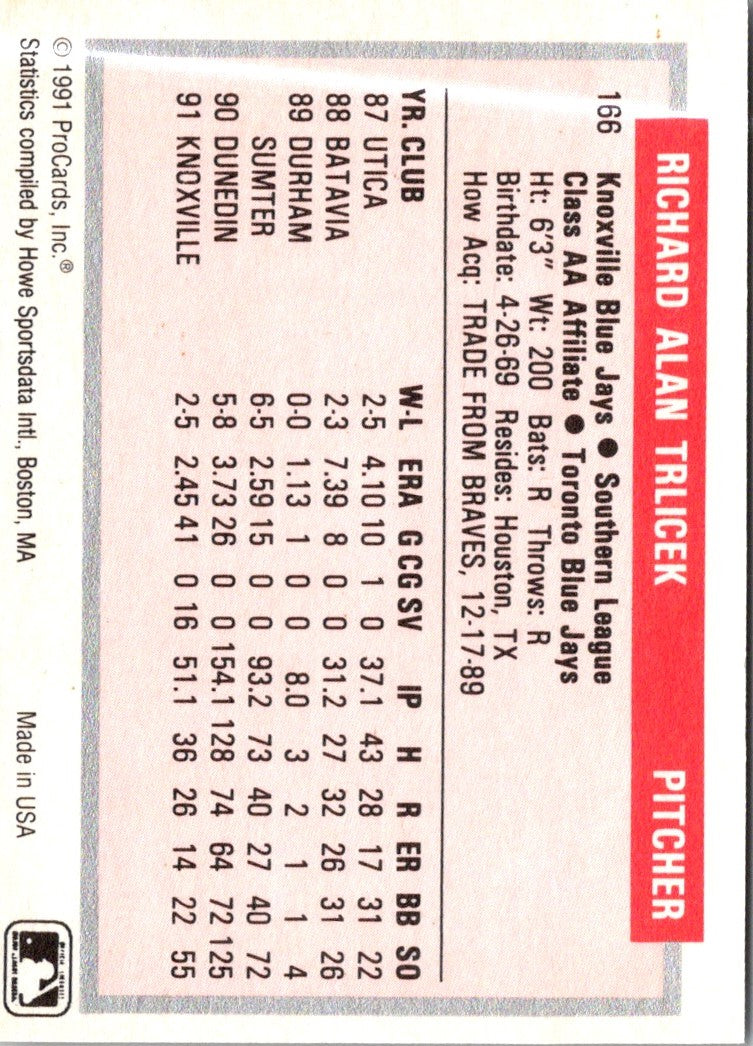 RICHARD ALAN TRLICEK PITCHER
166 Knoxville Blue Jays ● Southern League
Class AA Affiliate ● Toronto Blue Jays
Ht: 6'3" Wt: 200 Bats: R Throws: R
Birthdate: 4-26-69 Resides: Houston, TX
How Acq: TRADE FROM BRAVES, 12-17-89
YR. CLUB W-L ERA G CG SV IP H R ER BB SO
87 UTICA 2-5 4.10 10 1 0 37.1 43 28 17 31 22
88 BATAVIA 2-3 7.39 8 0 0 31.2 27 32 26 31 26
89 DURHAM 0-0 1.13 1 0 0 8.0 3 2 1 1 4
SUMTER 6-5 2.59 15 0 0 93.2 73 40 27 40 72
90 DUNEDIN 5-8 3.73 26 0 0 154.1 128 74 64 72 125
91 KNOXVILLE 2-5 2.45 41 0 16 51.1 36 26 14 22 55
© 1991 ProCards, Inc.® Made in USA
Statistics compiled by Howe Sportsdata Intl., Boston, MA